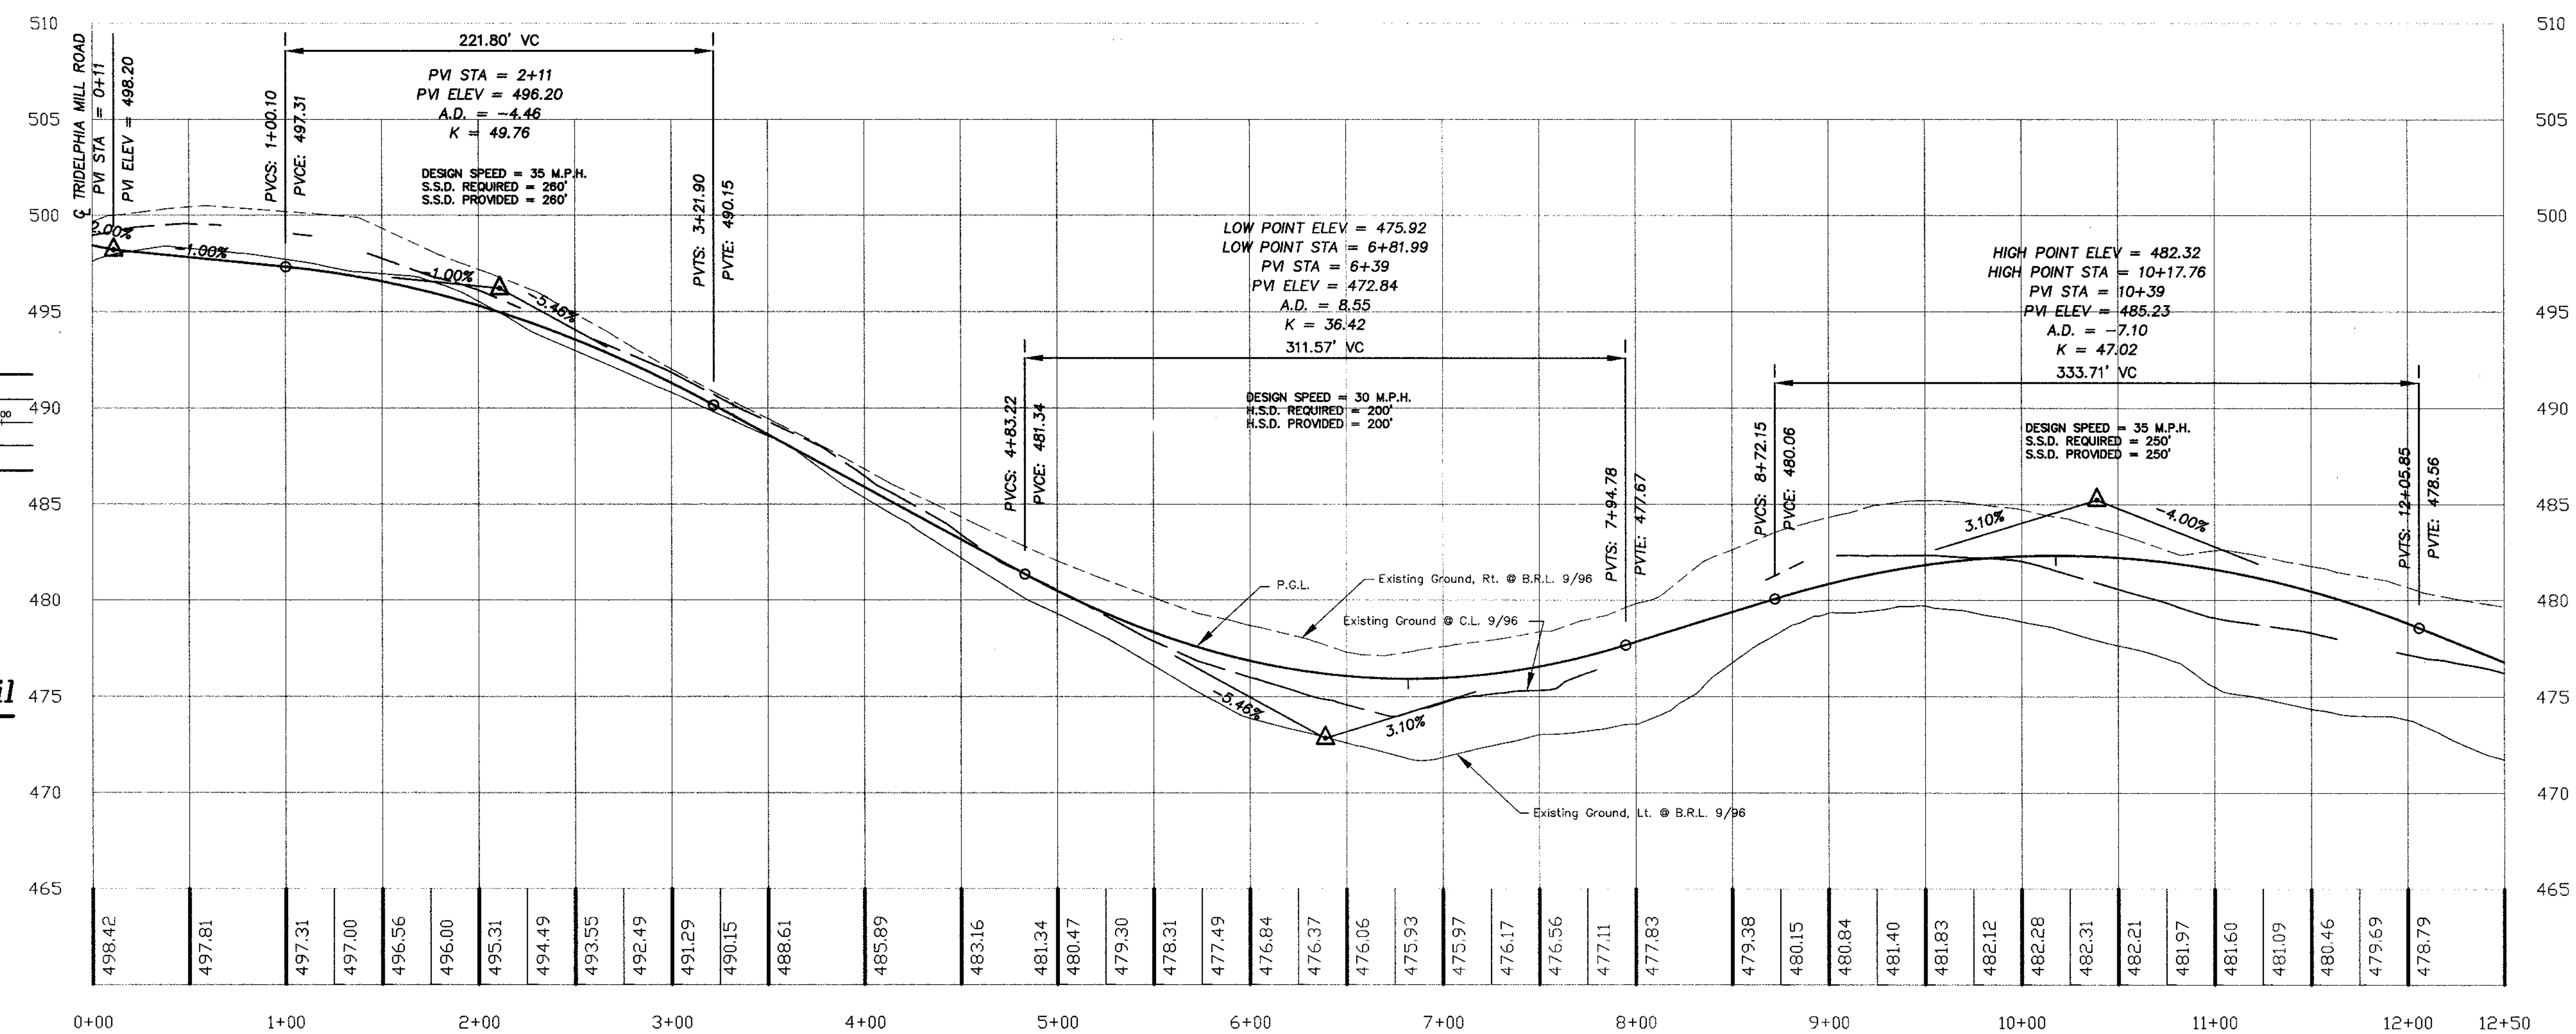 510
505
500
495
490
485
480
475
470
465
℄ TRIDELPHIA MILL ROAD
PVI STA = 0+11
PVI ELEV = 498.20
2.00%
-1.00%
PVCS: 1+00.10
PVCE: 497.31
221.80' VC
PVI STA = 2+11
PVI ELEV = 496.20
A.D. = -4.46
K = 49.76
DESIGN SPEED = 35 M.P.H.
S.S.D. REQUIRED = 260'
S.S.D. PROVIDED = 260'
-1.00%
-5.46%
PVTS: 3+21.90
PVTE: 490.15
PVCS: 4+83.22
PVCE: 481.34
LOW POINT ELEV = 475.92
LOW POINT STA = 6+81.99
PVI STA = 6+39
PVI ELEV = 472.84
A.D. = 8.55
K = 36.42
311.57' VC
DESIGN SPEED = 30 M.P.H.
H.S.D. REQUIRED = 200'
H.S.D. PROVIDED = 200'
P.G.L.
Existing Ground, Rt. @ B.R.L. 9/96
Existing Ground @ C.L. 9/96
-5.46%
3.10%
Existing Ground, Lt. @ B.R.L. 9/96
PVTS: 7+94.78
PVTE: 477.67
PVCS: 8+72.15
PVCE: 480.06
HIGH POINT ELEV = 482.32
HIGH POINT STA = 10+17.76
PVI STA = 10+39
PVI ELEV = 485.23
A.D. = -7.10
K = 47.02
333.71' VC
DESIGN SPEED = 35 M.P.H.
S.S.D. REQUIRED = 250'
S.S.D. PROVIDED = 250'
3.10%
-4.00%
PVTS: 12+05.85
PVTE: 478.56
510
505
500
495
490
485
480
475
470
465
498.42
497.81
497.31
497.00
496.56
496.00
495.31
494.49
493.55
492.49
491.29
490.15
488.61
485.89
483.16
481.34
480.47
479.30
478.31
477.49
476.84
476.37
476.06
475.93
475.97
476.17
476.56
477.11
477.83
479.38
480.15
480.84
481.40
481.83
482.12
482.28
482.31
482.21
481.97
481.60
481.09
480.46
479.69
478.79
0+00 1+00 2+00 3+00 4+00 5+00 6+00 7+00 8+00 9+00 10+00 11+00 12+00 12+50